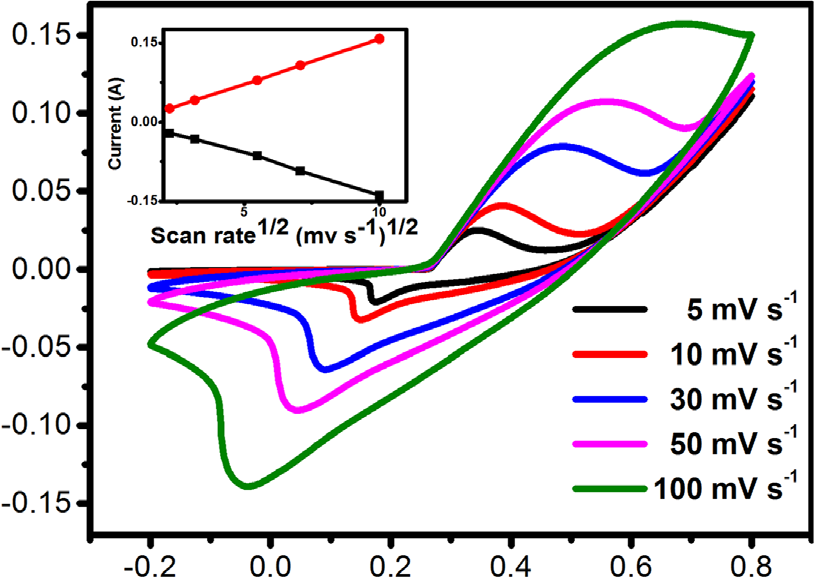 0.15
0.10
0.05
0.00
-0.05
-0.10
-0.15
-0.2 0.0 0.2 0.4 0.6 0.8
0.15
0.00
-0.15
Current (A)
5 10
Scan rate^1/2 (mv s^-1)^1/2
5 mV s^-1
10 mV s^-1
30 mV s^-1
50 mV s^-1
100 mV s^-1